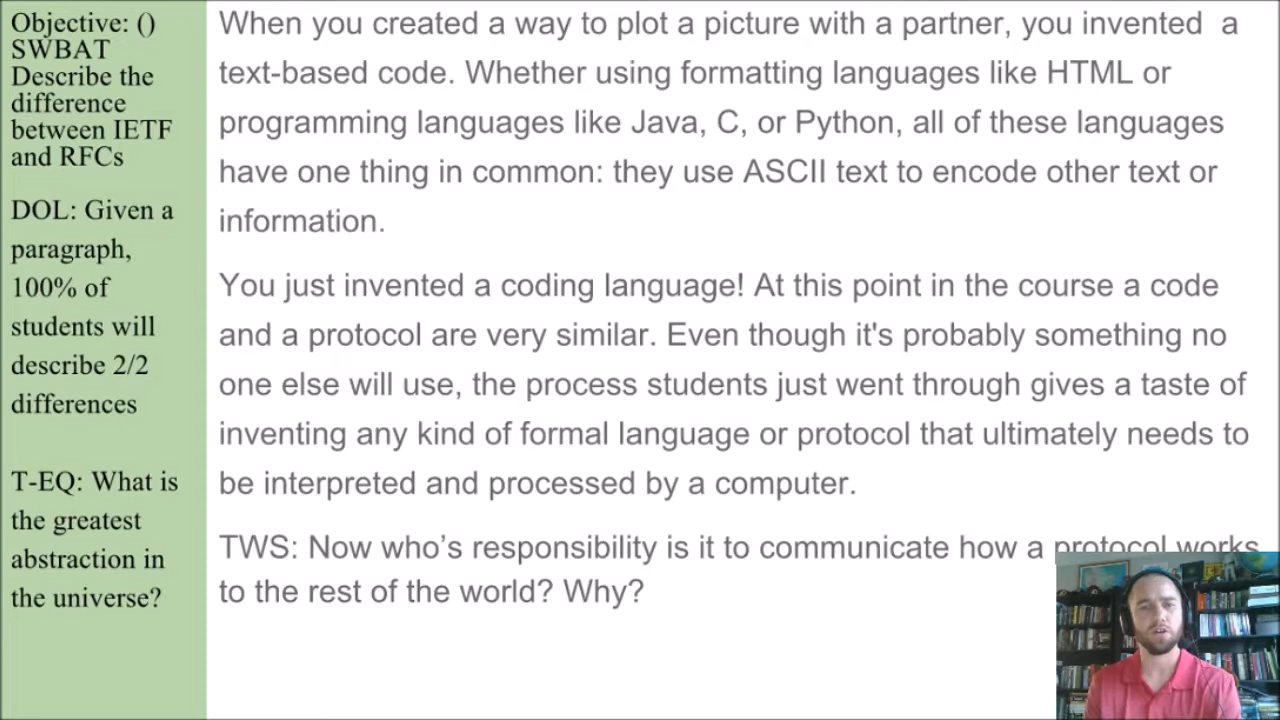 Objective: ()
SWBAT
Describe the
difference
between IETF
and RFCs
DOL: Given a
paragraph,
100% of
students will
describe 2/2
differences
T-EQ: What is
the greatest
abstraction in
the universe?
When you created a way to plot a picture with a partner, you invented a
text-based code. Whether using formatting languages like HTML or
programming languages like Java, C, or Python, all of these languages
have one thing in common: they use ASCII text to encode other text or
information.
You just invented a coding language! At this point in the course a code
and a protocol are very similar. Even though it's probably something no
one else will use, the process students just went through gives a taste of
inventing any kind of formal language or protocol that ultimately needs to
be interpreted and processed by a computer.
TWS: Now who’s responsibility is it to communicate how a protocol works
to the rest of the world? Why?